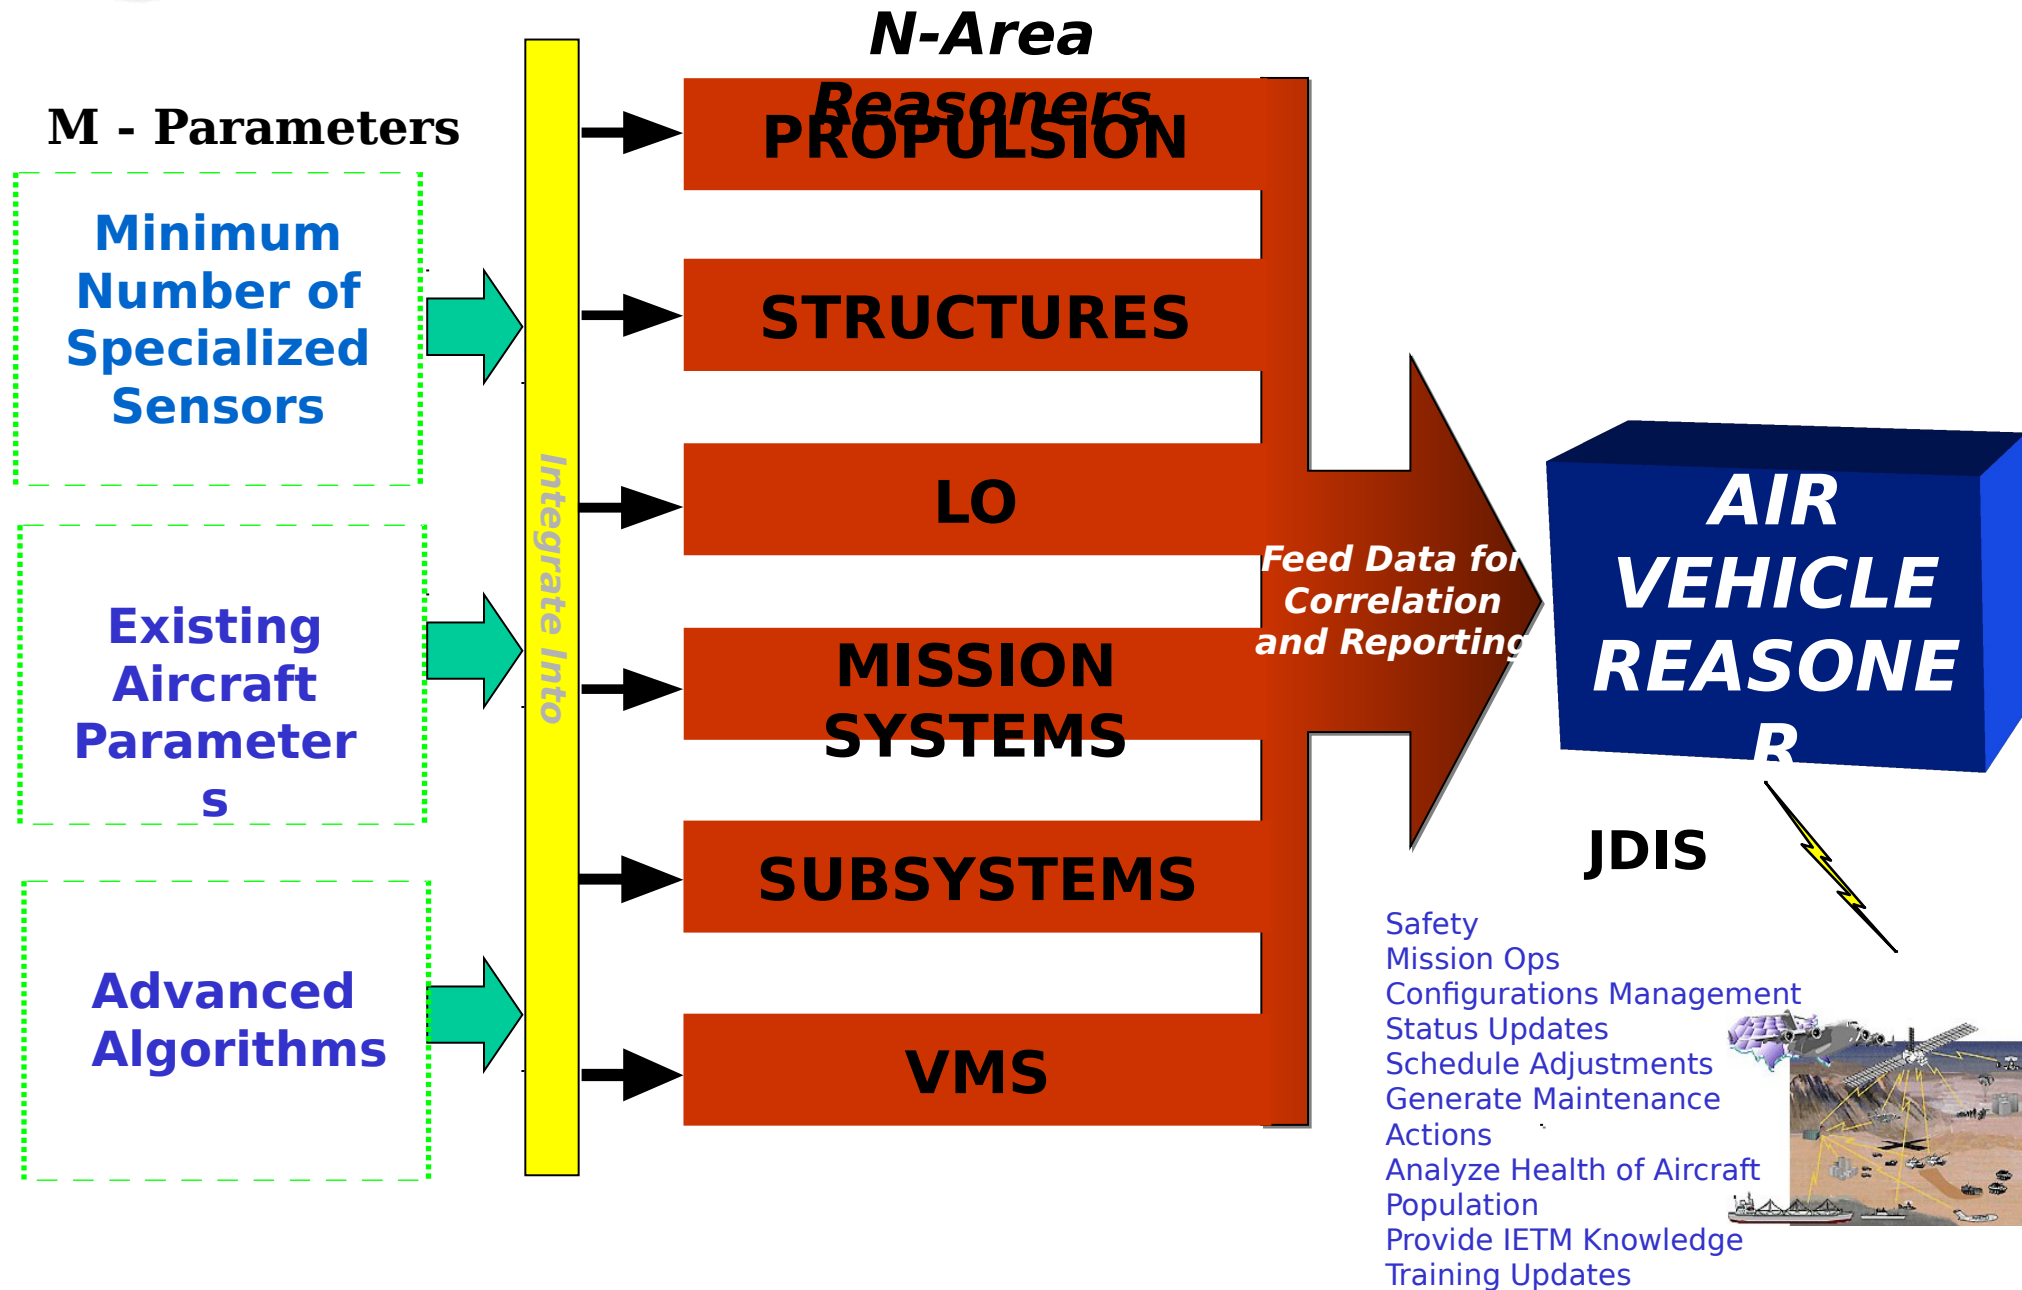 N-Area
Reasoners
M - Parameters
Minimum
Number of
Specialized
Sensors
Existing
Aircraft
Parameter
s
Advanced
Algorithms
Integrate Into
PROPULSION
STRUCTURES
LO
MISSION
SYSTEMS
SUBSYSTEMS
VMS
Feed Data for
Correlation
and Reporting
AIR
VEHICLE
REASONE
R
JDIS
Safety
Mission Ops
Configurations Management
Status Updates
Schedule Adjustments
Generate Maintenance
Actions
Analyze Health of Aircraft
Population
Provide IETM Knowledge
Training Updates